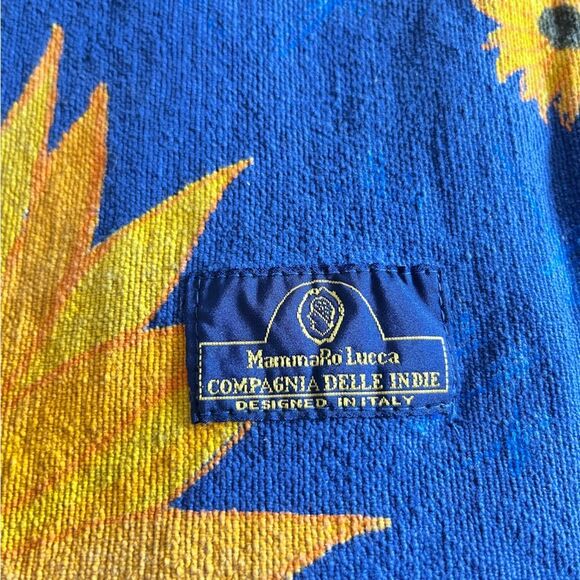 MammaRo' Lucca
COMPAGNIA DELLE INDIE
DESIGNED IN ITALY